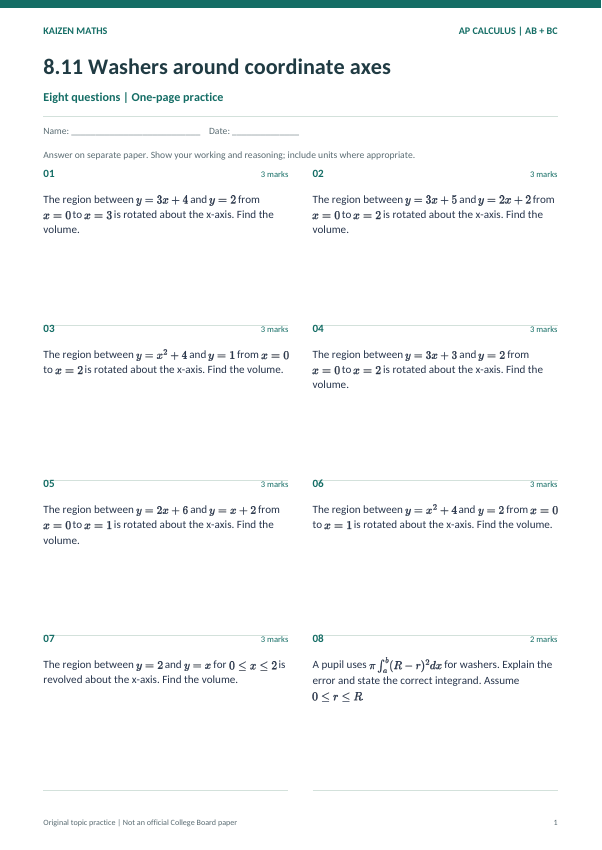 KAIZEN MATHS
AP CALCULUS | AB + BC
8.11 Washers around coordinate axes
Eight questions | One-page practice
Name: ____________________________ Date: ______________
Answer on separate paper. Show your working and reasoning; include units where appropriate.
01 3 marks
The region between y = 3x + 4 and y = 2 from
x = 0 to x = 3 is rotated about the x-axis. Find the
volume.
02 3 marks
The region between y = 3x + 5 and y = 2x + 2 from
x = 0 to x = 2 is rotated about the x-axis. Find the
volume.
03 3 marks
The region between y = x² + 4 and y = 1 from x = 0
to x = 2 is rotated about the x-axis. Find the volume.
04 3 marks
The region between y = 3x + 3 and y = 2 from
x = 0 to x = 2 is rotated about the x-axis. Find the
volume.
05 3 marks
The region between y = 2x + 6 and y = x + 2 from
x = 0 to x = 1 is rotated about the x-axis. Find the
volume.
06 3 marks
The region between y = x² + 4 and y = 2 from x = 0
to x = 1 is rotated about the x-axis. Find the volume.
07 3 marks
The region between y = 2 and y = x for 0 ≤ x ≤ 2 is
revolved about the x-axis. Find the volume.
08 2 marks
A pupil uses π∫ₐᵇ(R − r)²dx for washers. Explain the
error and state the correct integrand. Assume
0 ≤ r ≤ R
Original topic practice | Not an official College Board paper
1